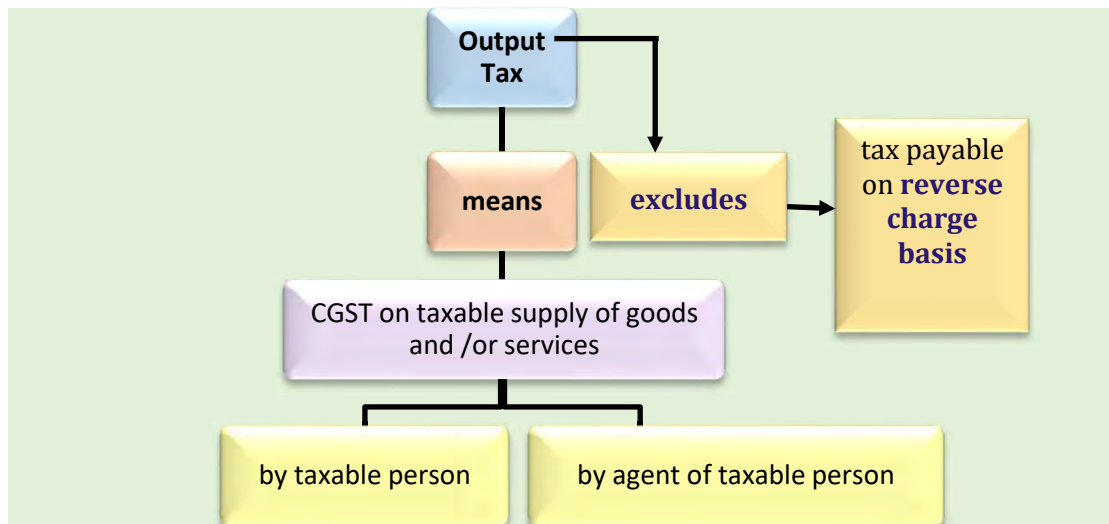 Output
Tax
means
excludes
tax payable
on reverse
charge
basis
CGST on taxable supply of goods
and /or services
by taxable person
by agent of taxable person